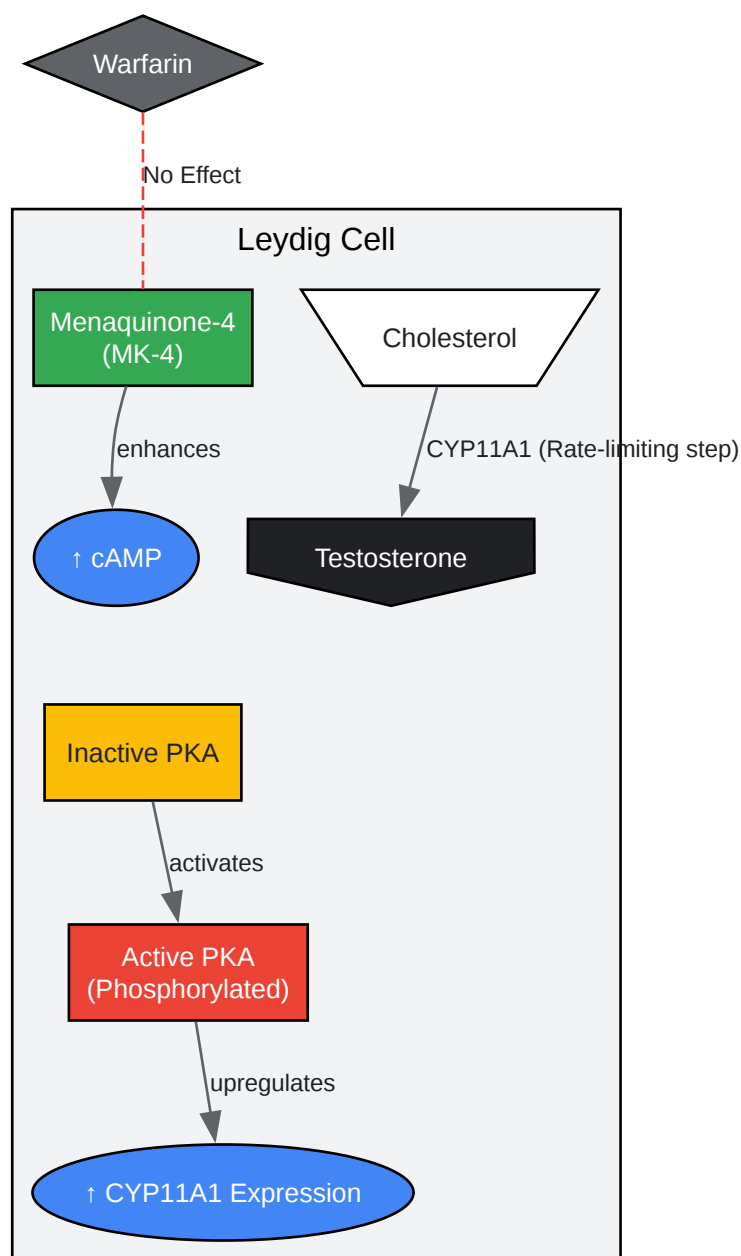 Warfarin
No Effect
Leydig Cell
Menaquinone-4
(MK-4)
Cholesterol
enhances
CYP11A1 (Rate-limiting step)
↑ cAMP
Testosterone
Inactive PKA
activates
Active PKA
(Phosphorylated)
upregulates
↑ CYP11A1 Expression